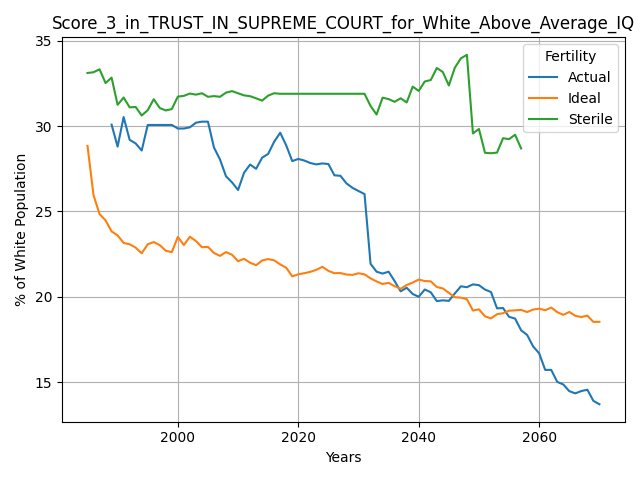 Score_3_in_TRUST_IN_SUPREME_COURT_for_White_Above_Average_IQ
Fertility
Actual
Ideal
Sterile
% of White Population
35
30
25
20
15
2000
2020
2040
2060
Years